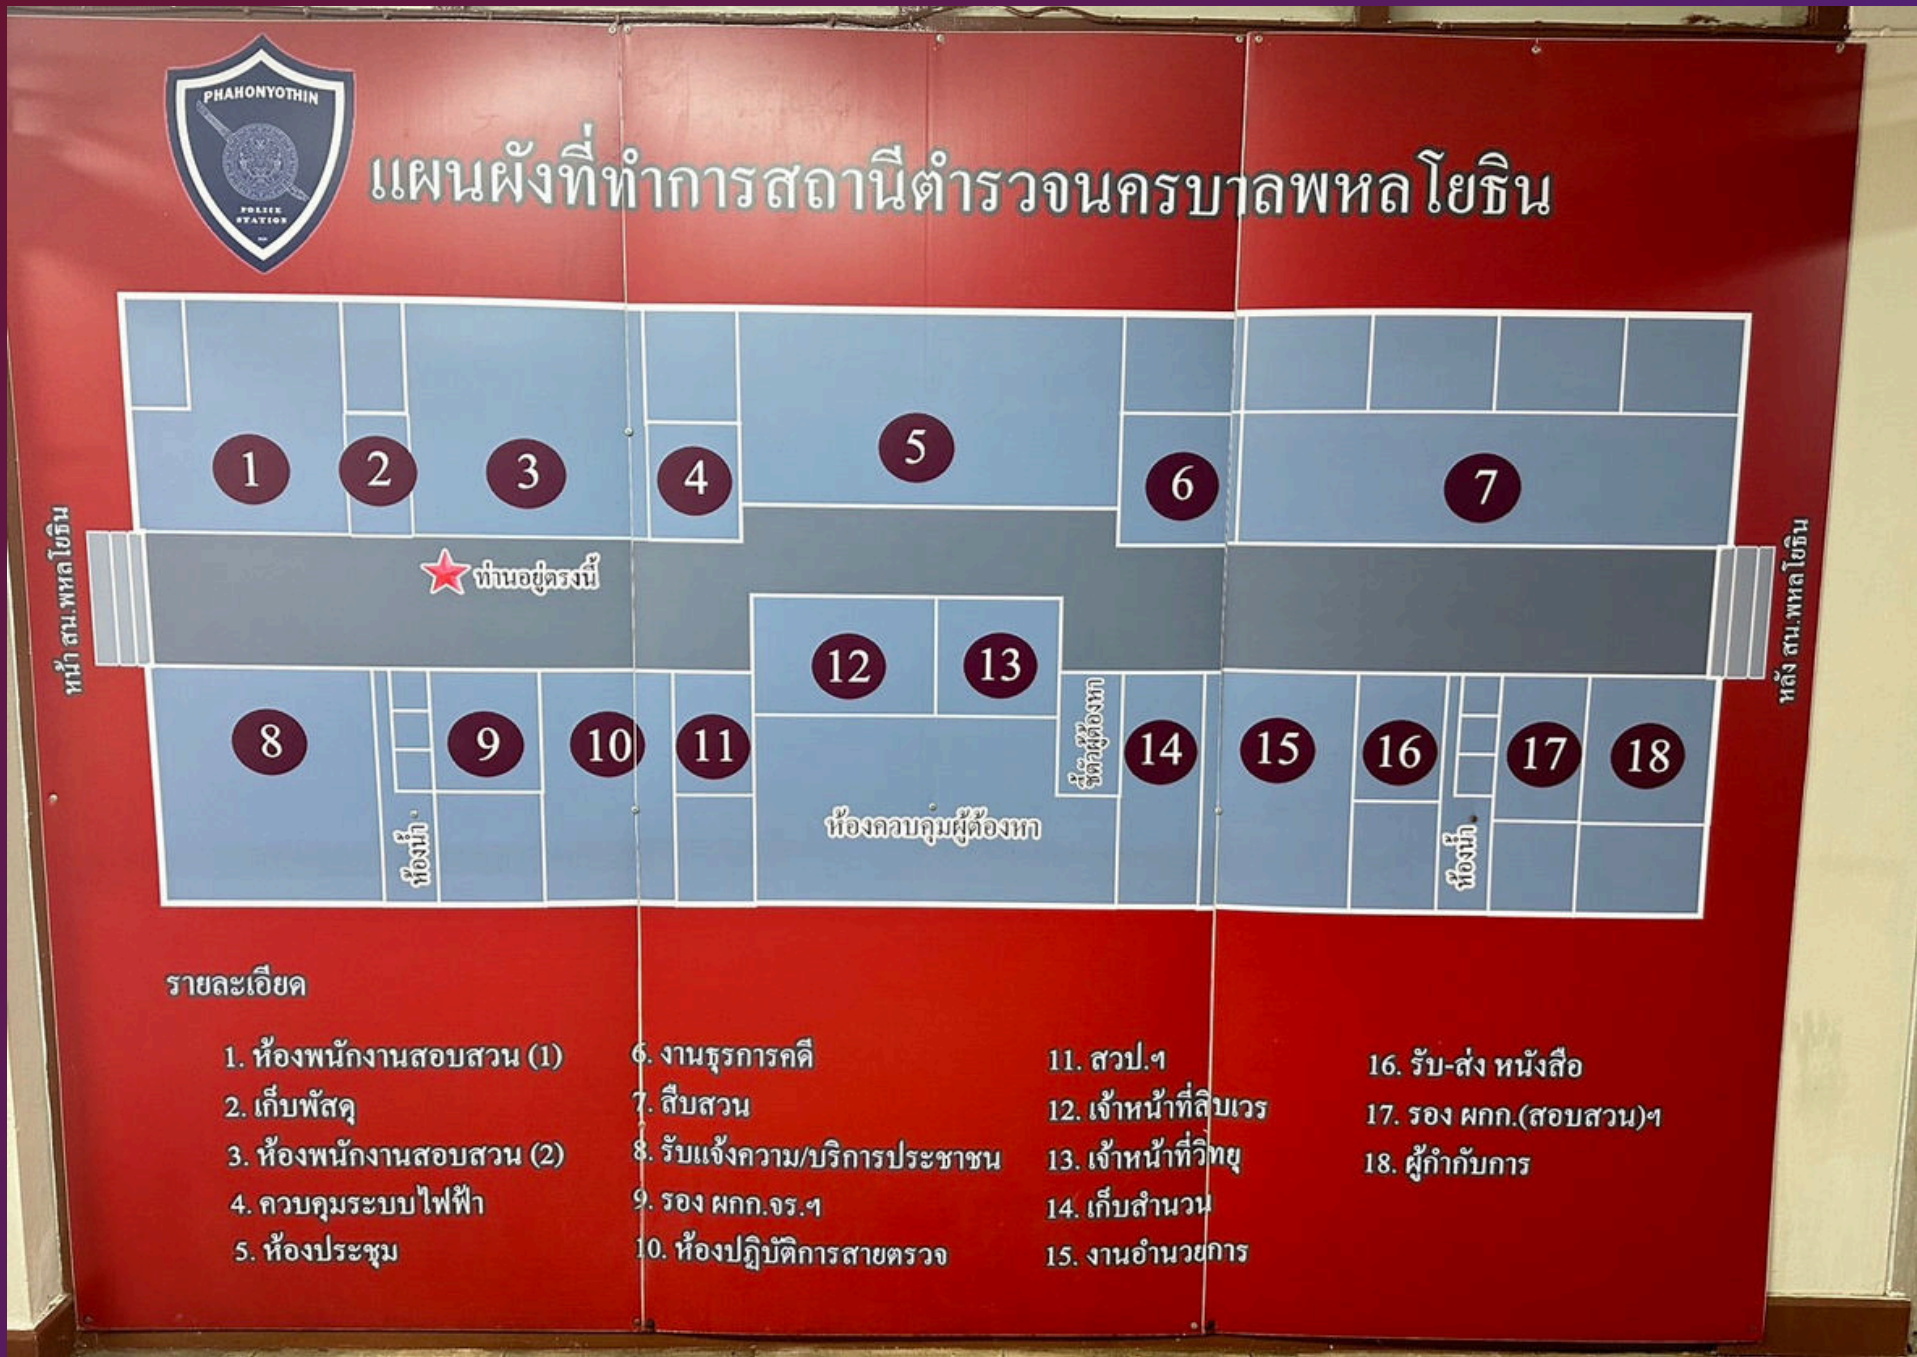 PHAHONYOTHIN
POLICE
STATION
แผนผังที่ทำการสถานีตำรวจนครบาลพหลโยธิน
1
2
3
4
5
6
7
หน้า สน.พหลโยธิน
ท่านอยู่ตรงนี้
หลัง สน.พหลโยธิน
8
9
10
11
12
13
14
15
16
17
18
ห้องน้ำ
ห้องควบคุมผู้ต้องหา
ชี้ตัวผู้ต้องหา
ห้องน้ำ
รายละเอียด
1. ห้องพนักงานสอบสวน (1)
2. เก็บพัสดุ
3. ห้องพนักงานสอบสวน (2)
4. ควบคุมระบบไฟฟ้า
5. ห้องประชุม
6. งานธุรการคดี
7. สืบสวน
8. รับแจ้งความ/บริการประชาชน
9. รอง ผกก.จร.ฯ
10. ห้องปฏิบัติการสายตรวจ
11. สวป.ฯ
12. เจ้าหน้าที่สิบเวร
13. เจ้าหน้าที่วิทยุ
14. เก็บสำนวน
15. งานอำนวยการ
16. รับ-ส่ง หนังสือ
17. รอง ผกก.(สอบสวน)ฯ
18. ผู้กำกับการ